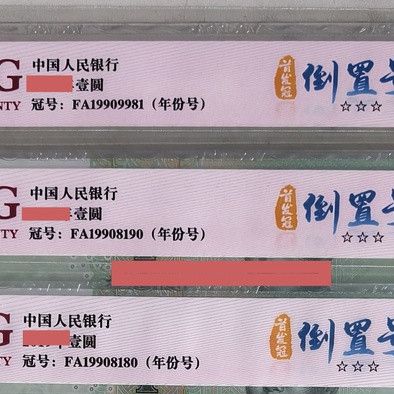 G
NTY
中国人民银行
壹圆
冠号：FA19909981（年份号）
首发冠
倒置号
☆☆☆
G
NTY
中国人民银行
壹圆
冠号：FA19908190（年份号）
首发冠
倒置号
☆☆☆
G
NTY
中国人民银行
壹圆
冠号：FA19908180（年份号）
首发冠
倒置号
☆☆☆